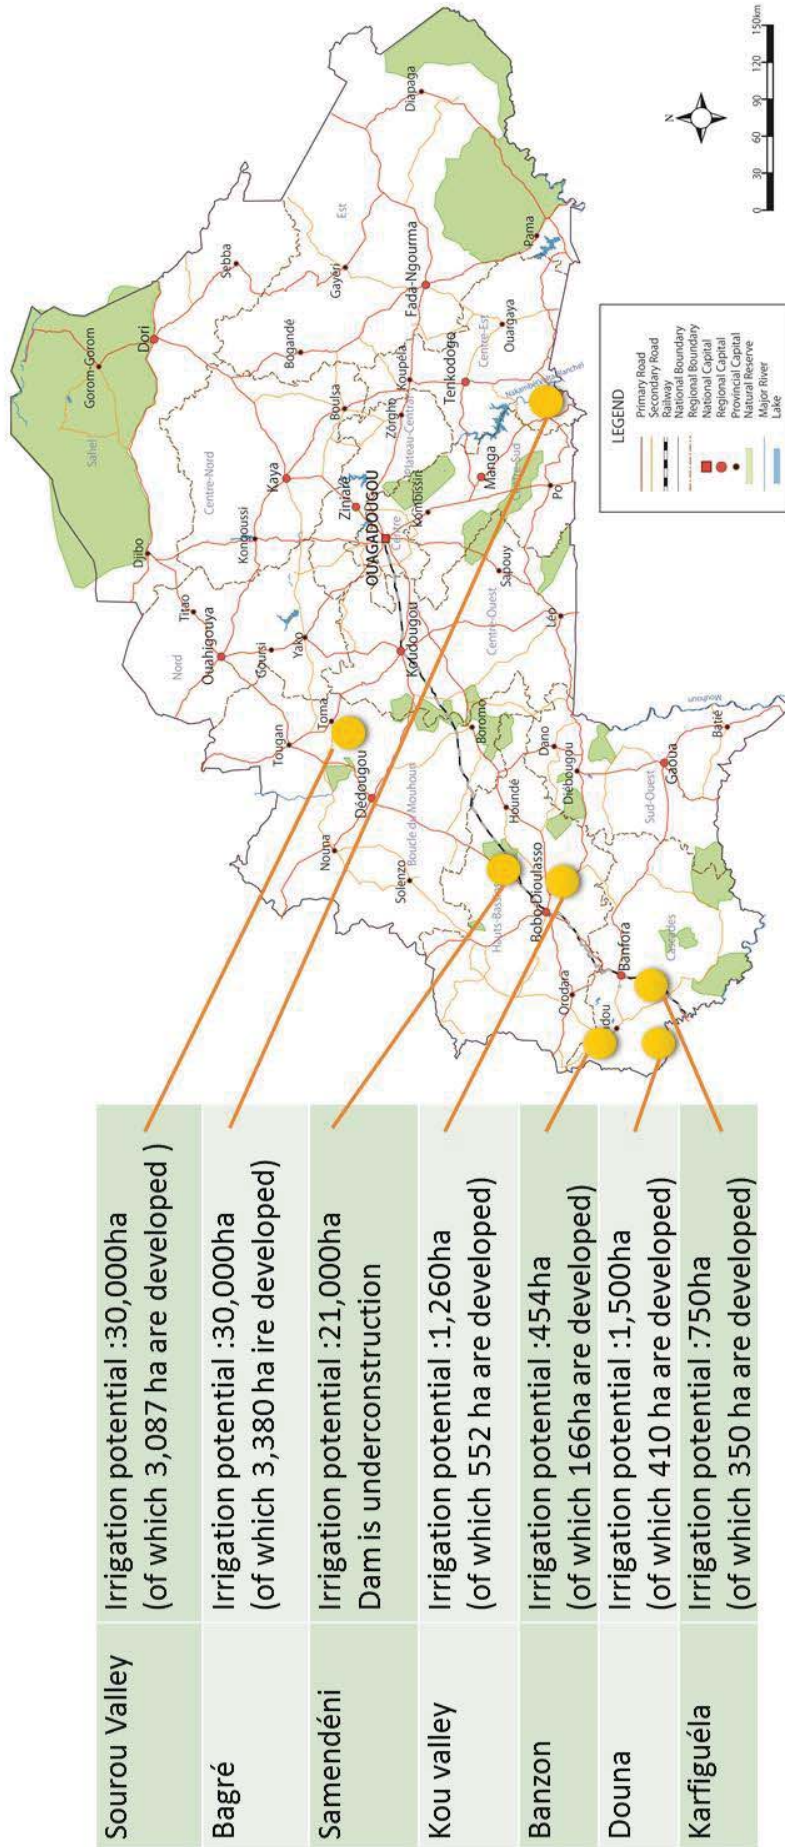 Sourou Valley
Irrigation potential :30,000ha
(of which 3,087 ha are developed )
Bagré
Irrigation potential :30,000ha
(of which 3,380 ha ire developed)
Samendéni
Irrigation potential :21,000ha
Dam is underconstruction
Kou valley
Irrigation potential :1,260ha
(of which 552 ha are developed)
Banzon
Irrigation potential :454ha
(of which 166ha are developed)
Douna
Irrigation potential :1,500ha
(of which 410 ha are developed)
Karfiguéla
Irrigation potential :750ha
(of which 350 ha are developed)
Gorom-Gorom
Sahel
Dori
Djibo
Titao
Sebba
Nord
Centre-Nord
Ouahigouya
Kongoussi
Kaya
Goursi
Bogandé
Est
Tougan
Yako
Toma
Boulsa
Gayéri
Nouna
Ziniaré
Dédougou
OUAGADOUGOU
Zorgho
Koupéla
Plateau-Central
Centre
Solenzo
Boucle du Mouhoun
Koudougou
Kombissiri
Fada-Ngourma
Diapaga
Tenkodogo
Centre-Est
Manga
Boromo
Centre-Ouest
Sapouy
Ouargaya
Houndé
Hauts-Bassins
Centre-Sud
Pama
Bobo-Dioulasso
Dano
Pô
Léo
Orodara
Diébougou
Banfora
Sud-Ouest
Gaoua
Cascades
Batié
Mouhoun
LEGEND
Primary Road
Secondary Road
Railway
National Boundary
Regional Boundary
National Capital
Regional Capital
Provincial Capital
Natural Reserve
Major River
Lake
N
0 30 60 90 120 150km